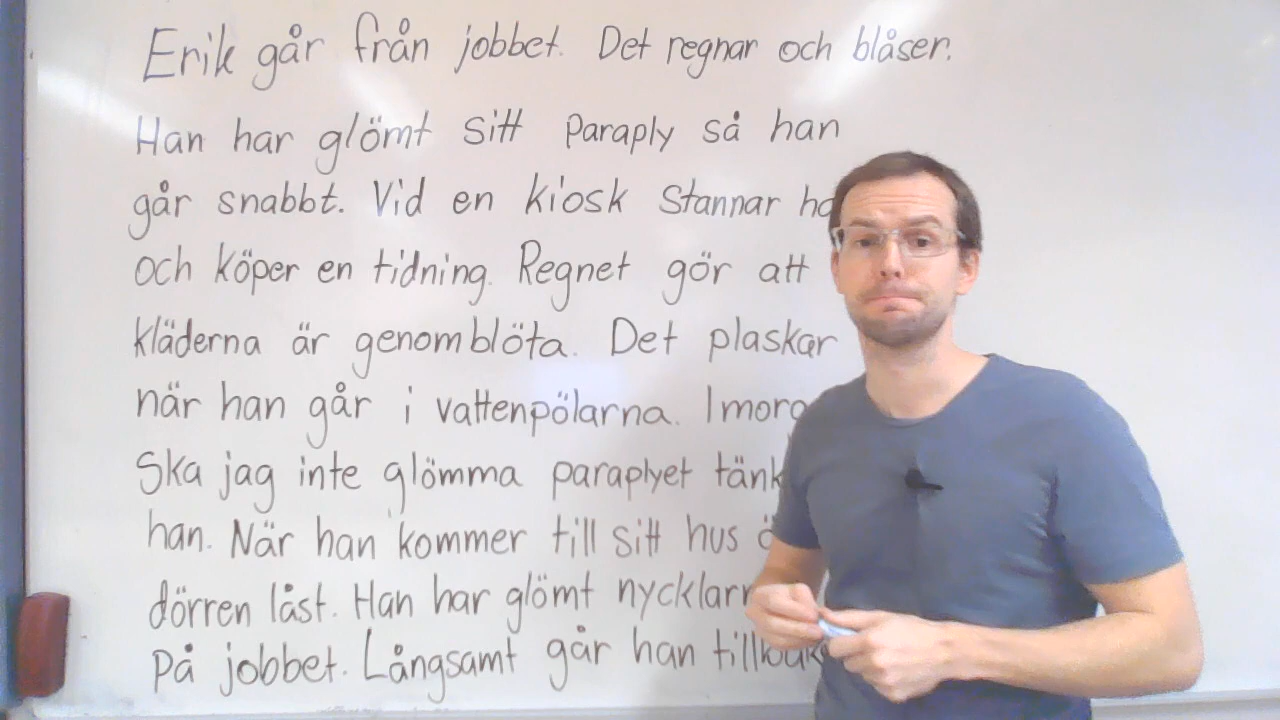 Erik går från jobbet. Det regnar och blåser.
Han har glömt sitt paraply så han
går snabbt. Vid en kiosk stannar
och köper en tidning. Regnet gör att
kläderna är genomblöta. Det plaskar
när han går i vattenpölarna.
Ska jag inte glömma paraplyet
han. När han kommer till sitt hus
dörren låst. Han har glömt
På jobbet. Långsamt går han